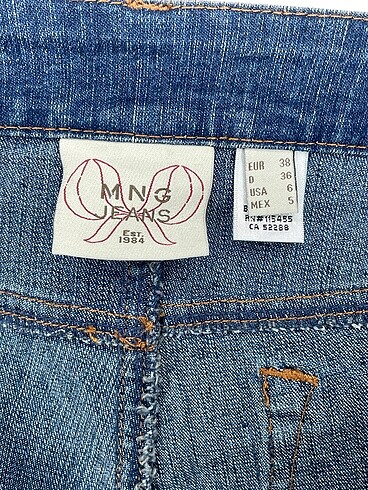 MNG
JEANS
Est.
1984
EUR 38
D 36
USA 6
MEX 5
RN# 115455
CA 52288